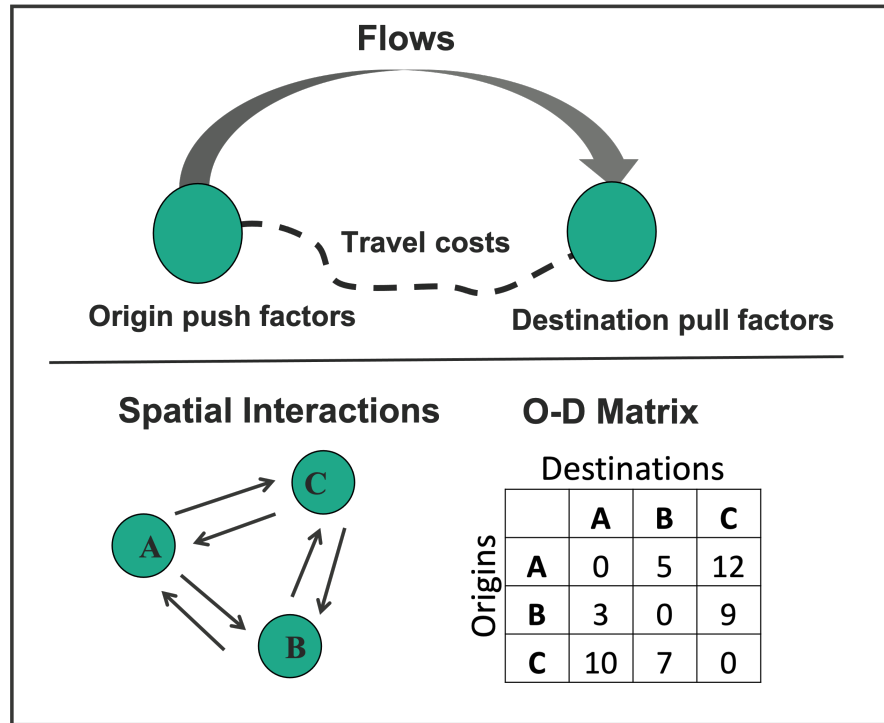 Flows
Travel costs
Origin push factors
Destination pull factors
Spatial Interactions
O-D Matrix
C
A
B
Destinations
Origins
A B C
A 0 5 12
B 3 0 9
C 10 7 0